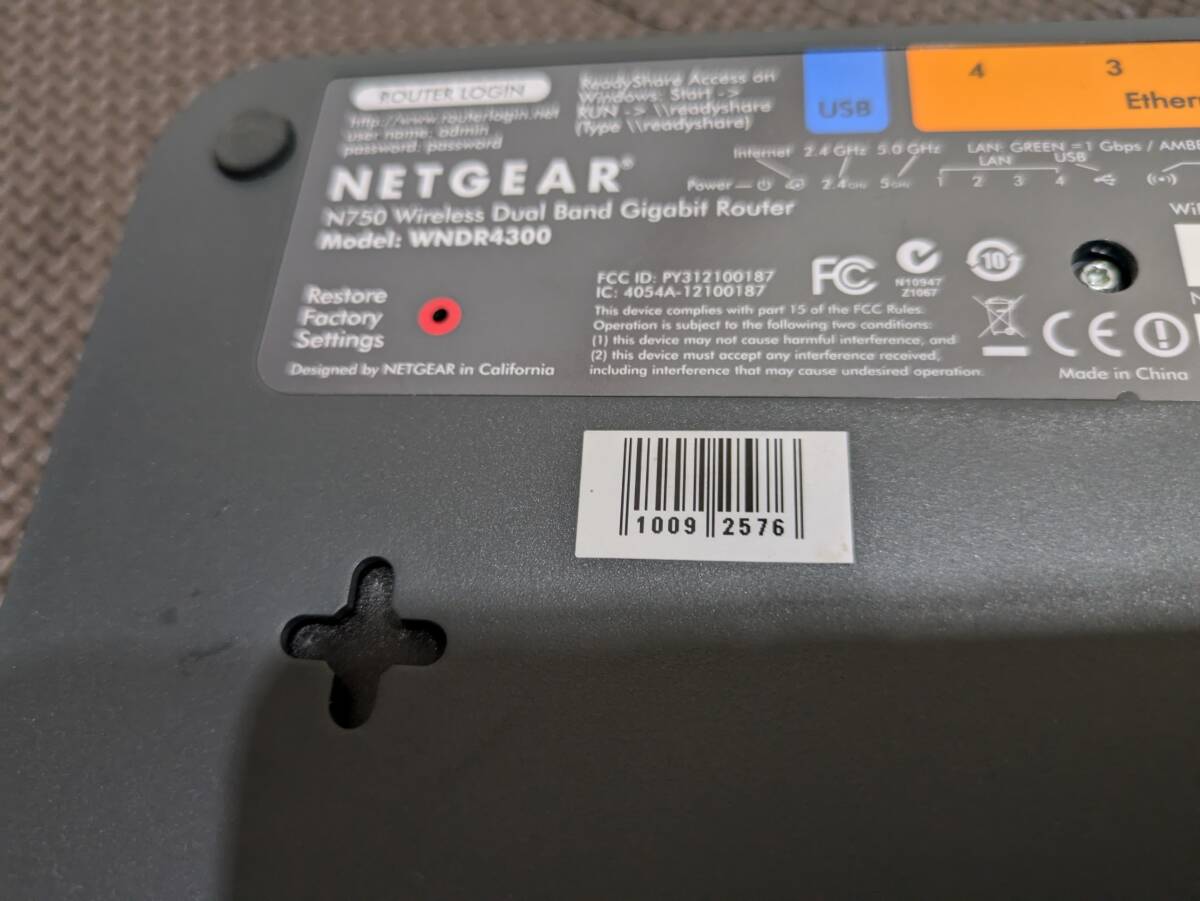 ROUTER LOGIN
http://www.routerlogin.net
user name: admin
password: password
ReadyShare Access on
Windows: Start ->
RUN -> \\readyshare
(Type \\readyshare)
USB
4 3
Ethern
NETGEAR®
N750 Wireless Dual Band Gigabit Router
Model: WNDR4300
Internet 2.4 GHz 5.0 GHz LAN: GREEN =1 Gbps / AMBE
LAN USB
Power — 2.4GHz 5GHz 1 2 3 4
WiF
Restore
Factory
Settings
Designed by NETGEAR in California
FCC ID: PY312100187
IC: 4054A-12100187
This device complies with part 15 of the FCC Rules.
Operation is subject to the following two conditions:
(1) this device may not cause harmful interference, and
(2) this device must accept any interference received,
including interference that may cause undesired operation.
FC
N10947
Z1067
10
CE
Made in China
1009 2576